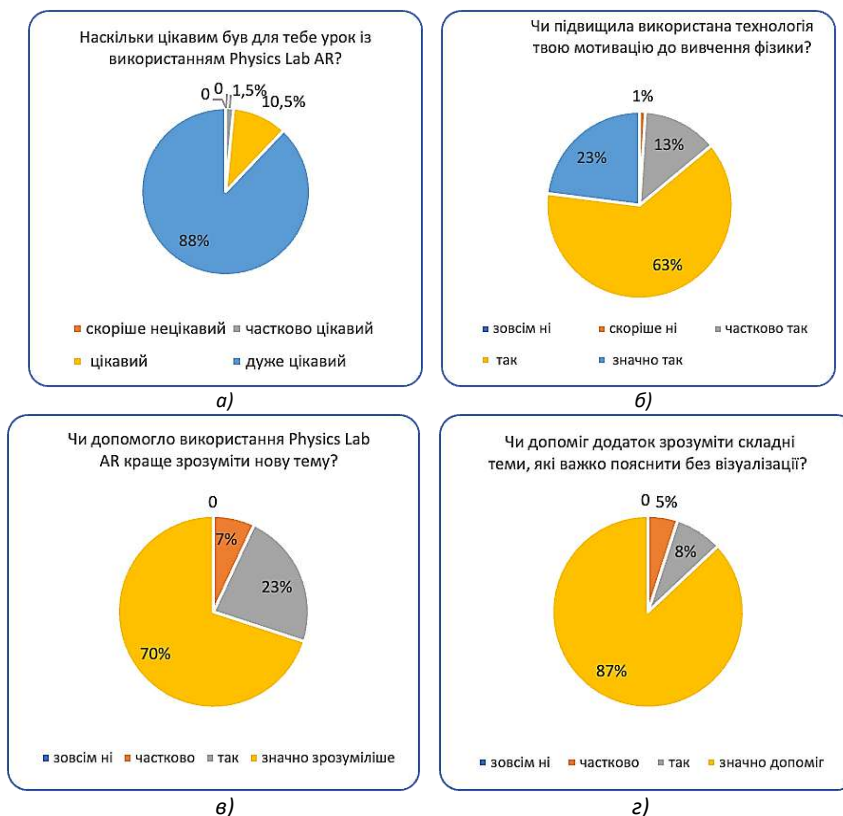 Наскільки цікавим був для тебе урок із
використанням Physics Lab AR?
0
0
1,5%
10,5%
88%
скоріше нецікавий
частково цікавий
цікавий
дуже цікавий
а)
Чи підвищила використана технологія
твою мотивацію до вивчення фізики?
1%
13%
23%
63%
зовсім ні
скоріше ні
частково так
так
значно так
б)
Чи допомогло використання Physics Lab
AR краще зрозуміти нову тему?
0
7%
23%
70%
зовсім ні
частково
так
значно зрозуміліше
в)
Чи допоміг додаток зрозуміти складні
теми, які важко пояснити без візуалізації?
0
5%
8%
87%
зовсім ні
частково
так
значно допоміг
г)